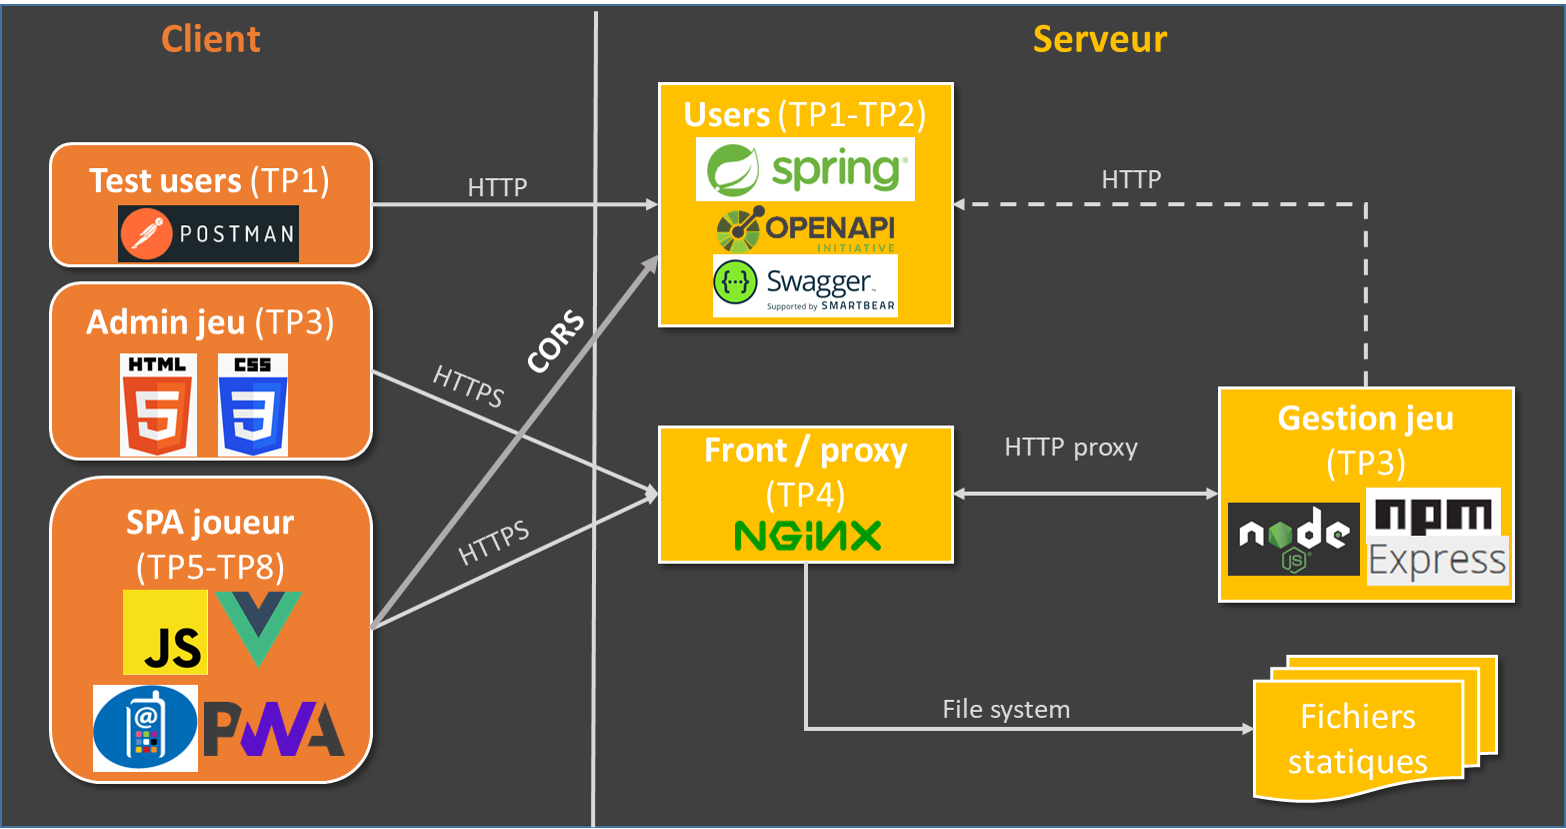 Client
Serveur
Test users (TP1)
POSTMAN
HTTP
Users (TP1-TP2)
spring
OPENAPI
INITIATIVE
Swagger
Supported by SMARTBEAR
HTTP
Admin jeu (TP3)
HTML
5
CSS
3
HTTPS
CORS
SPA joueur
(TP5-TP8)
JS
@
PWA
HTTPS
Front / proxy
(TP4)
NGINX
HTTP proxy
Gestion jeu
(TP3)
node
JS
npm
Express
File system
Fichiers
statiques